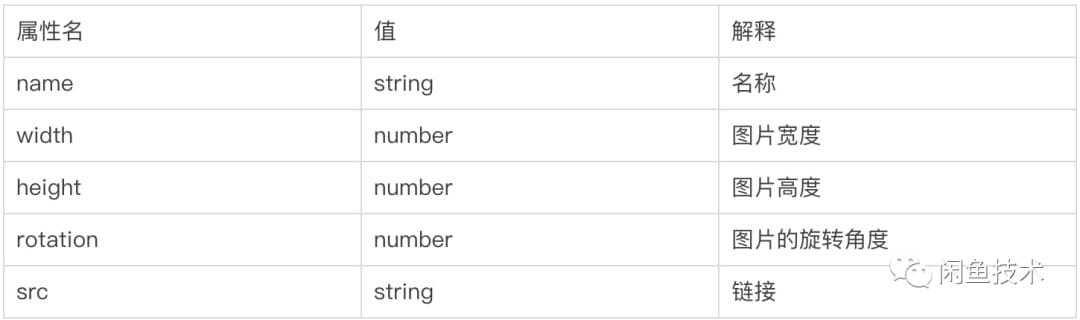 属性名 值 解释
name string 名称
width number 图片宽度
height number 图片高度
rotation number 图片的旋转角度
src string 链接
闲鱼技术